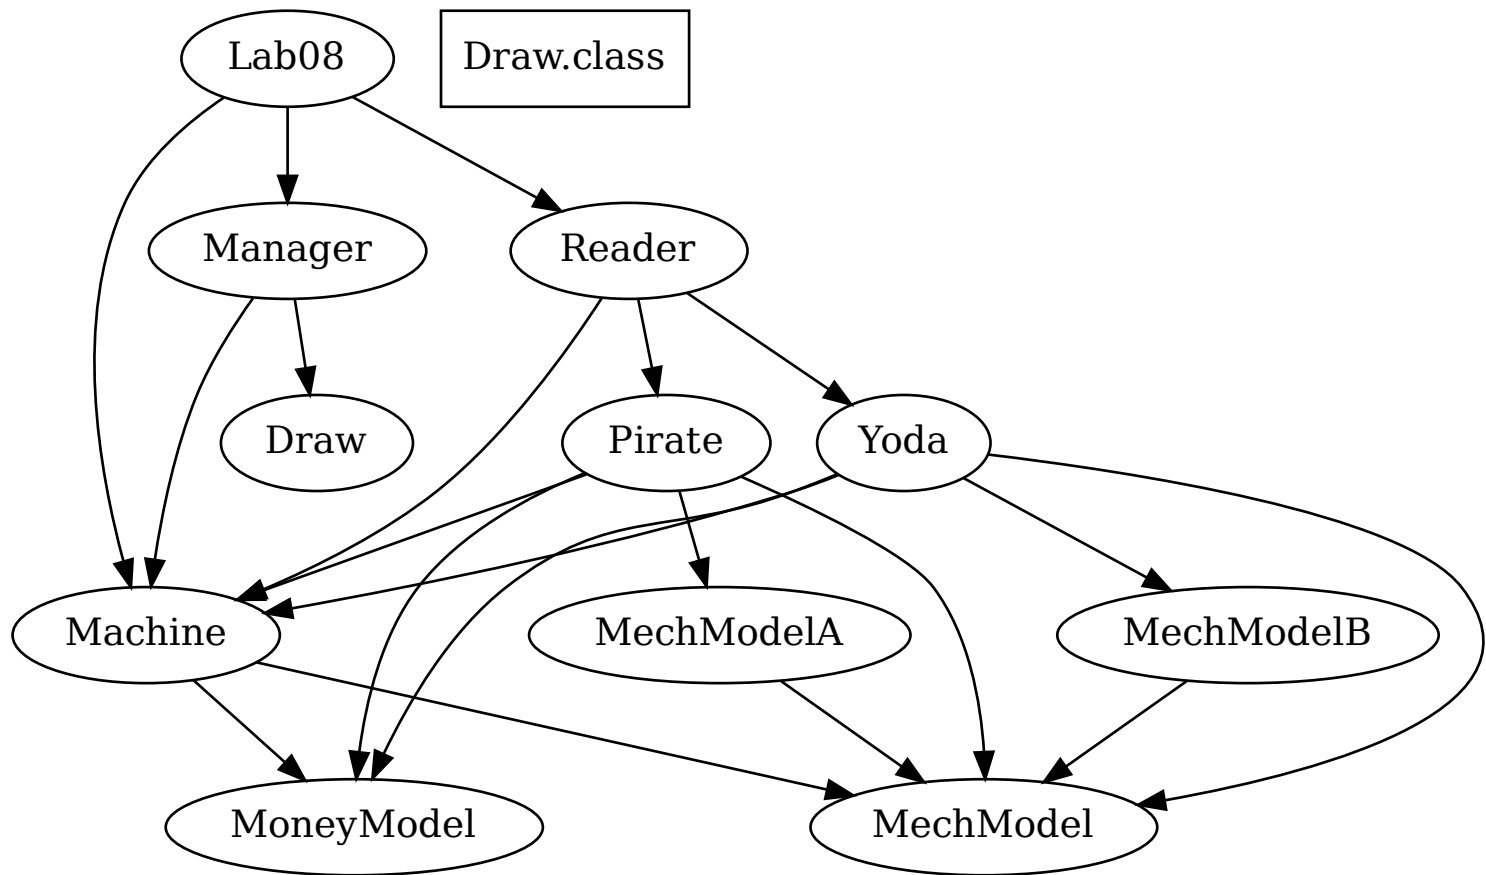 Lab08
Draw.class
Manager
Reader
Draw
Pirate
Yoda
Machine
MechModelA
MechModelB
MoneyModel
MechModel